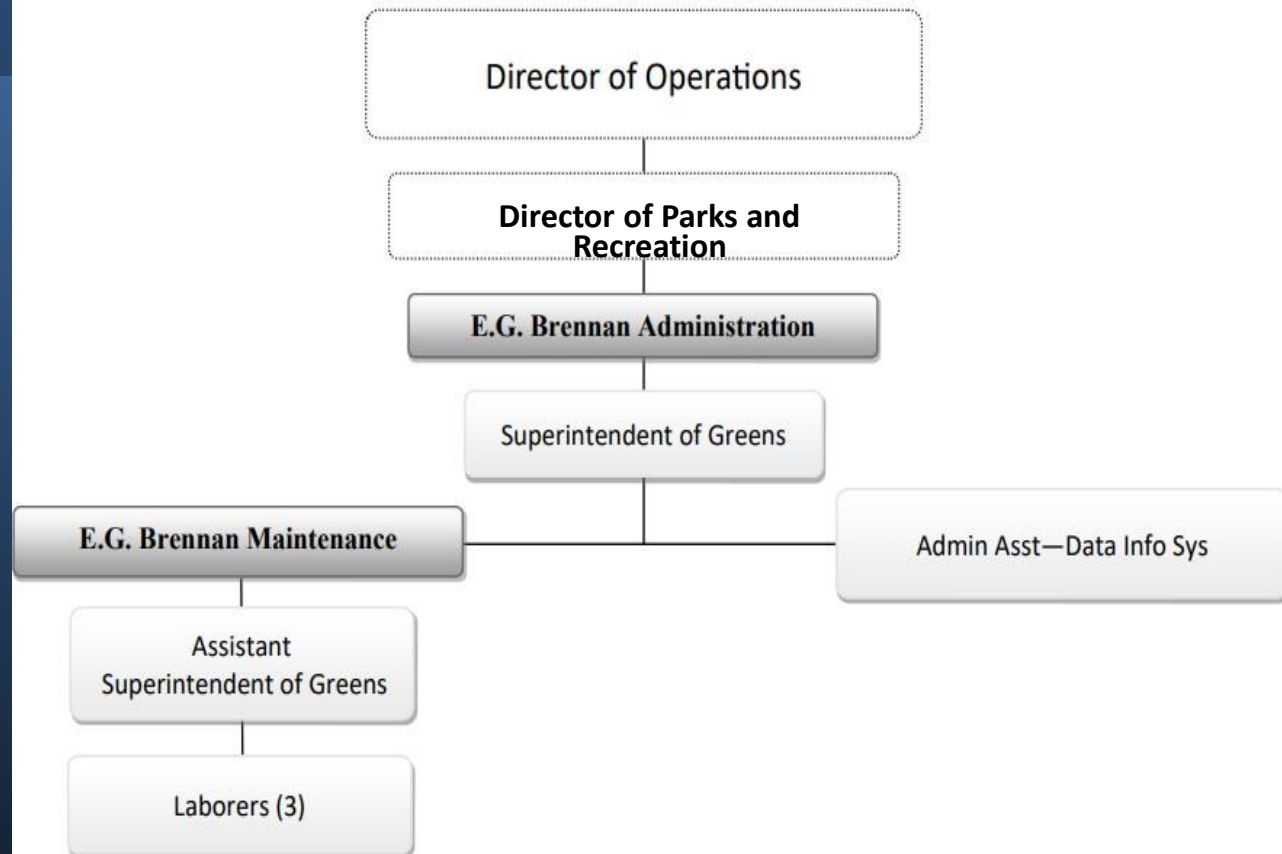 Director of Operations
Director of Parks and
Recreation
E.G. Brennan Administration
Superintendent of Greens
E.G. Brennan Maintenance
Admin Asst—Data Info Sys
Assistant
Superintendent of Greens
Laborers (3)